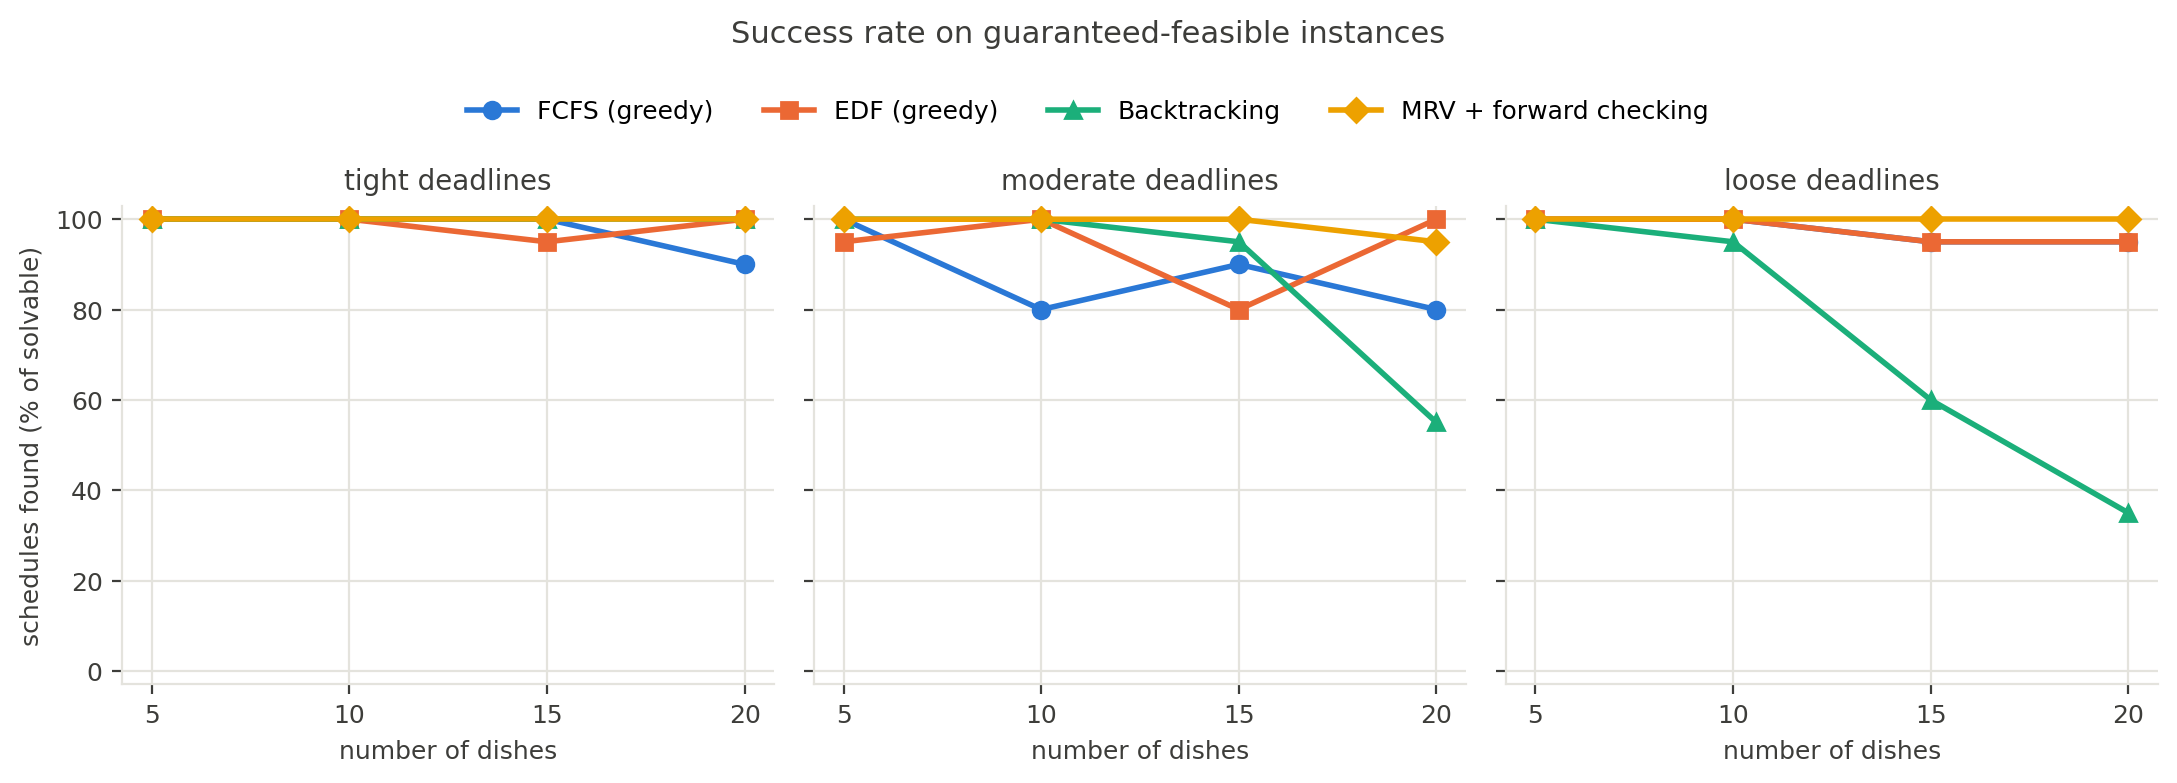 Success rate on guaranteed-feasible instances
FCFS (greedy) EDF (greedy) Backtracking MRV + forward checking
tight deadlines moderate deadlines loose deadlines
schedules found (% of solvable)
100
80
60
40
20
0
5 10 15 20 5 10 15 20 5 10 15 20
number of dishes number of dishes number of dishes